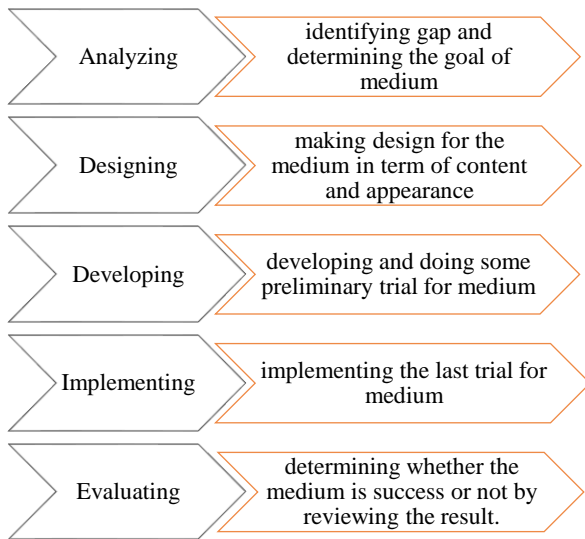 Analyzing
identifying gap and
determining the goal of
medium
Designing
making design for the
medium in term of content
and appearance
Developing
developing and doing some
preliminary trial for medium
Implementing
implementing the last trial for
medium
Evaluating
determining whether the
medium is success or not by
reviewing the result.